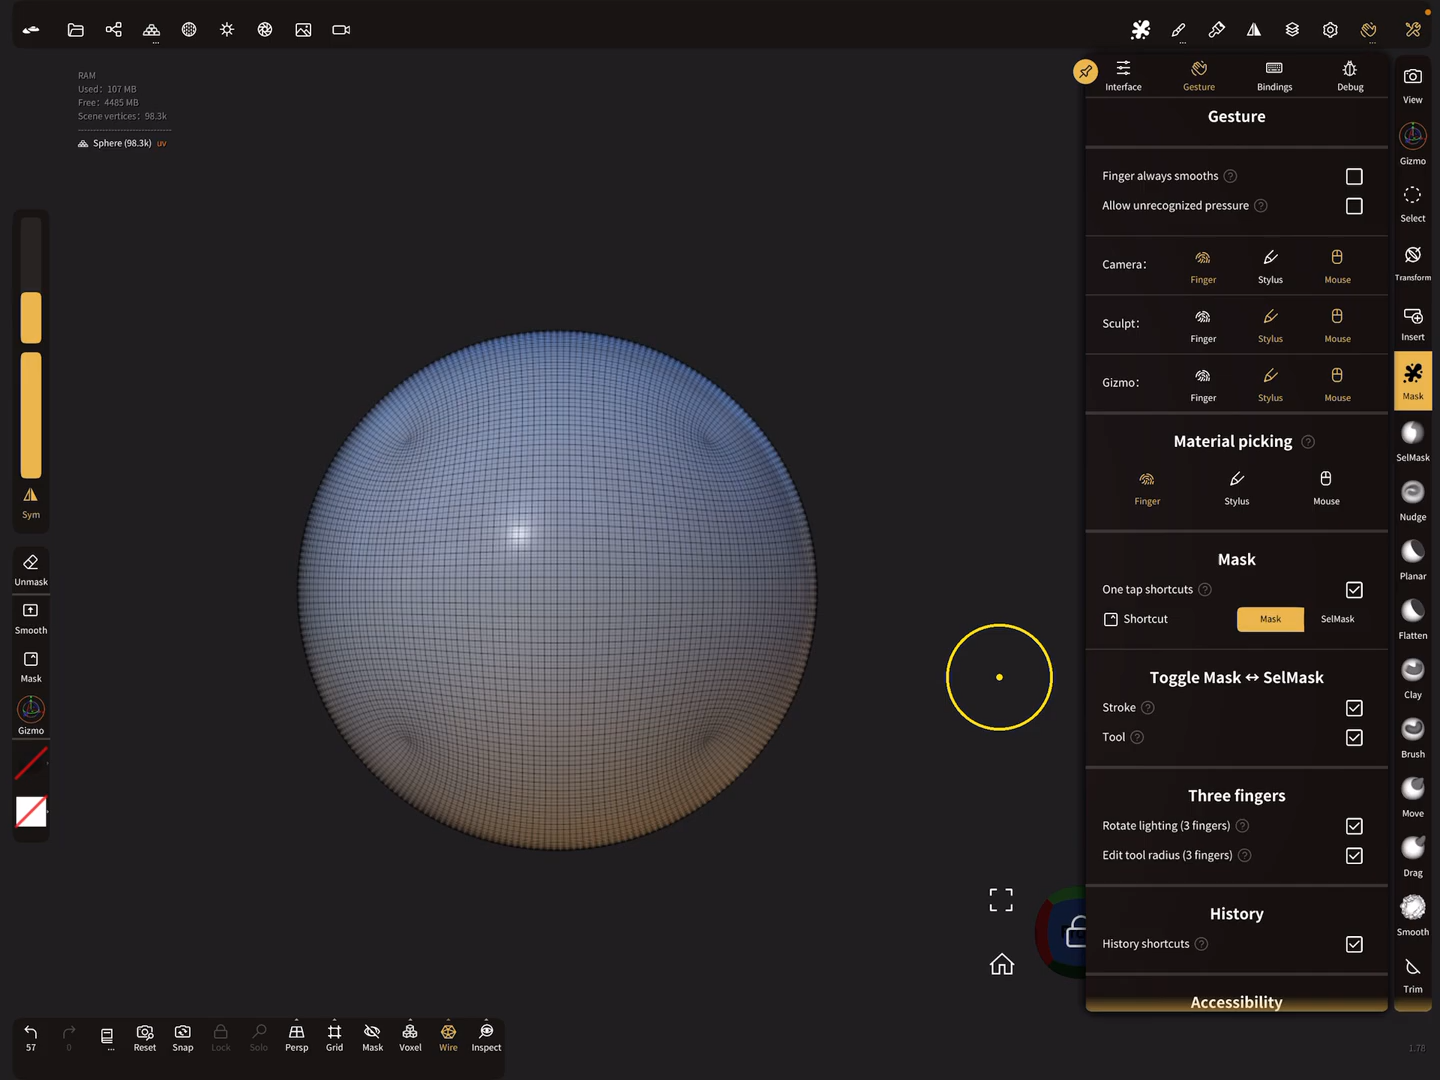 RAM
Used: 107 MB
Free: 4485 MB
Scene vertices: 98.3k
Sphere (98.3k) uv
Sym
Unmask
Smooth
Mask
Gizmo
57
0
...
Reset
Snap
Lock
Solo
Persp
Grid
Mask
Voxel
Wire
Inspect
Interface
Gesture
Bindings
Debug
Gesture
Finger always smooths ?
Allow unrecognized pressure ?
Camera:
Finger
Stylus
Mouse
Sculpt:
Finger
Stylus
Mouse
Gizmo:
Finger
Stylus
Mouse
Material picking ?
Finger
Stylus
Mouse
Mask
One tap shortcuts ?
Shortcut
Mask
SelMask
Toggle Mask ↔ SelMask
Stroke ?
Tool ?
Three fingers
Rotate lighting (3 fingers) ?
Edit tool radius (3 fingers) ?
History
History shortcuts ?
Accessibility
View
Gizmo
Select
Transform
Insert
Mask
SelMask
Nudge
Planar
Flatten
Clay
Brush
Move
Drag
Smooth
Trim
1.78